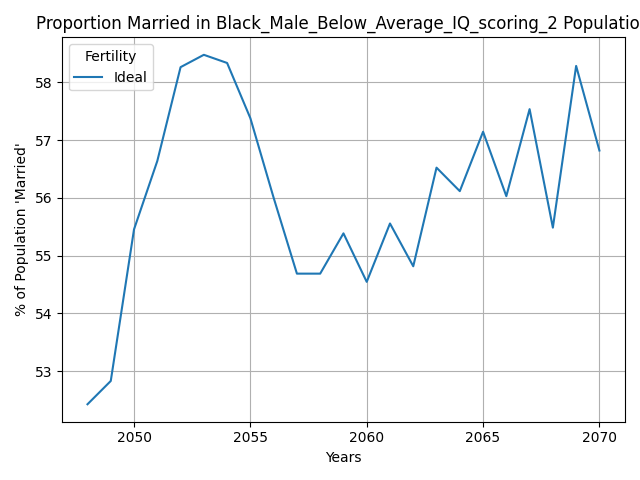 Proportion Married in Black_Male_Below_Average_IQ_scoring_2 Populatio
Fertility
Ideal
58
57
56
55
54
53
% of Population 'Married'
2050 2055 2060 2065 2070
Years